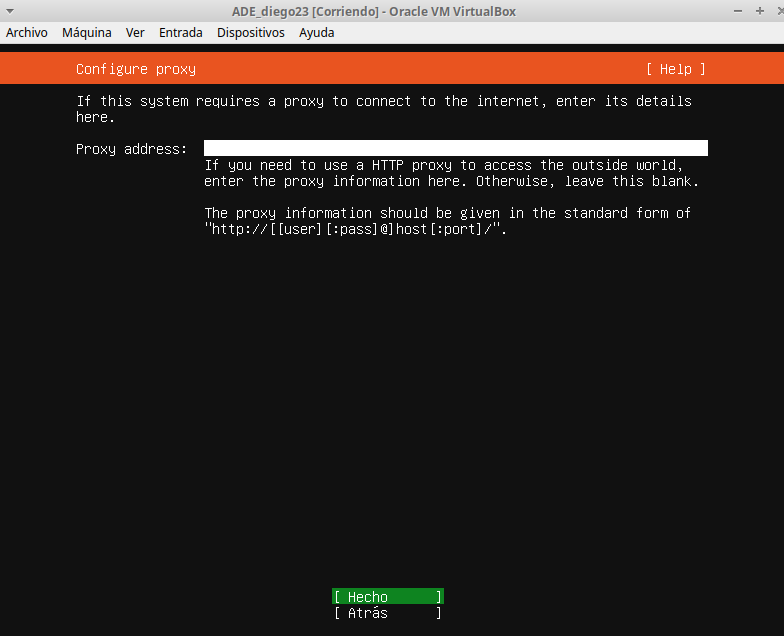 ADE_diego23 [Corriendo] - Oracle VM VirtualBox
Archivo Máquina Ver Entrada Dispositivos Ayuda
Configure proxy [ Help ]
If this system requires a proxy to connect to the internet, enter its details
here.
Proxy address:
If you need to use a HTTP proxy to access the outside world,
enter the proxy information here. Otherwise, leave this blank.
The proxy information should be given in the standard form of
"http://[[user][:pass]@]host[:port]/".
[ Hecho ]
[ Atrás ]